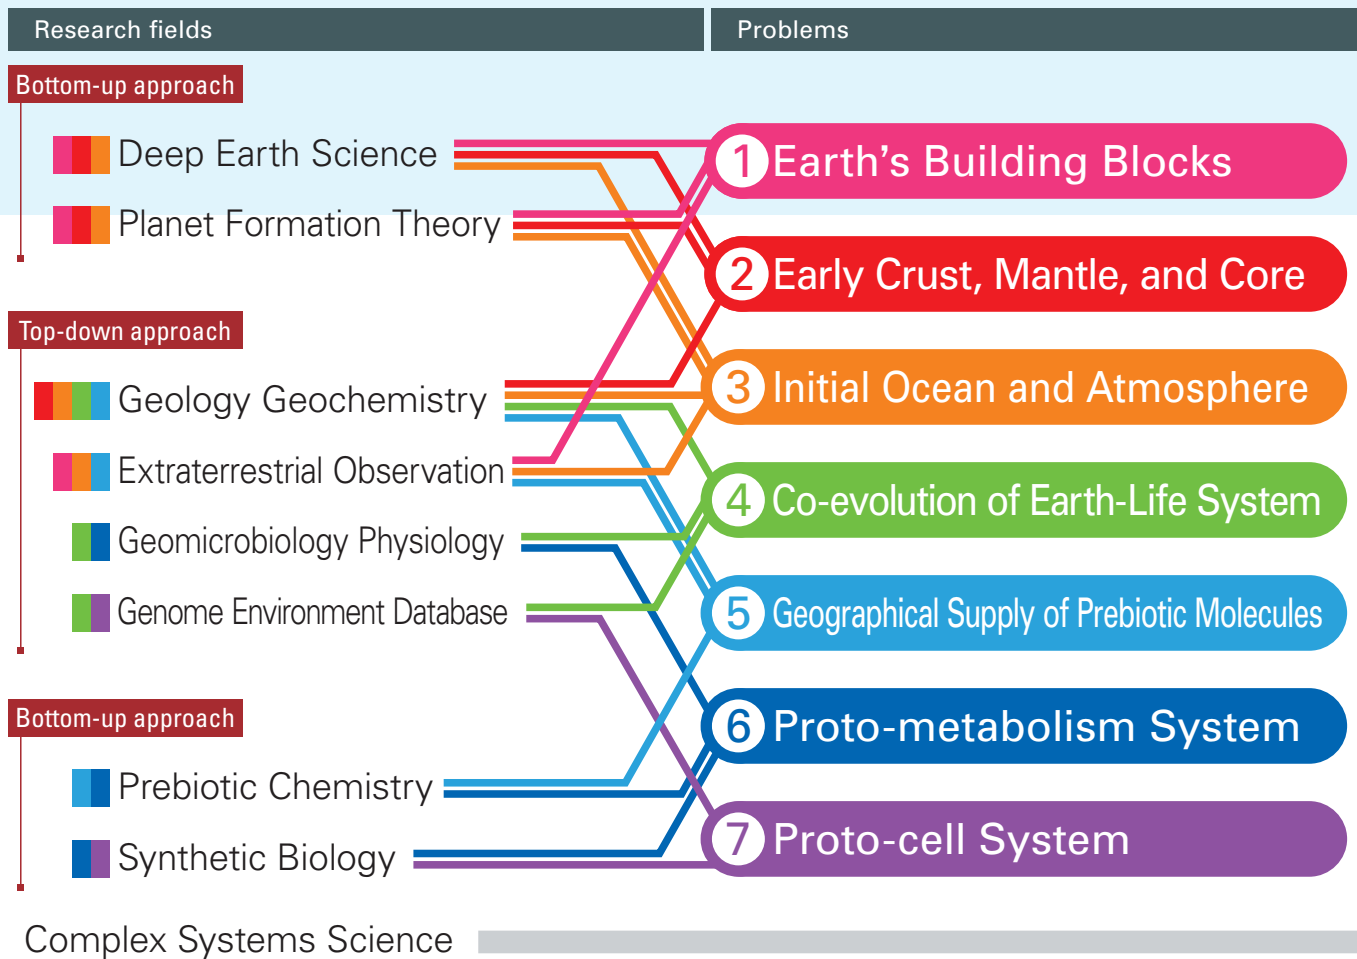 Research fields
Problems
Bottom-up approach
Deep Earth Science
Planet Formation Theory
Top-down approach
Geology Geochemistry
Extraterrestrial Observation
Geomicrobiology Physiology
Genome Environment Database
Bottom-up approach
Prebiotic Chemistry
Synthetic Biology
Complex Systems Science
1 Earth's Building Blocks
2 Early Crust, Mantle, and Core
3 Initial Ocean and Atmosphere
4 Co-evolution of Earth-Life System
5 Geographical Supply of Prebiotic Molecules
6 Proto-metabolism System
7 Proto-cell System